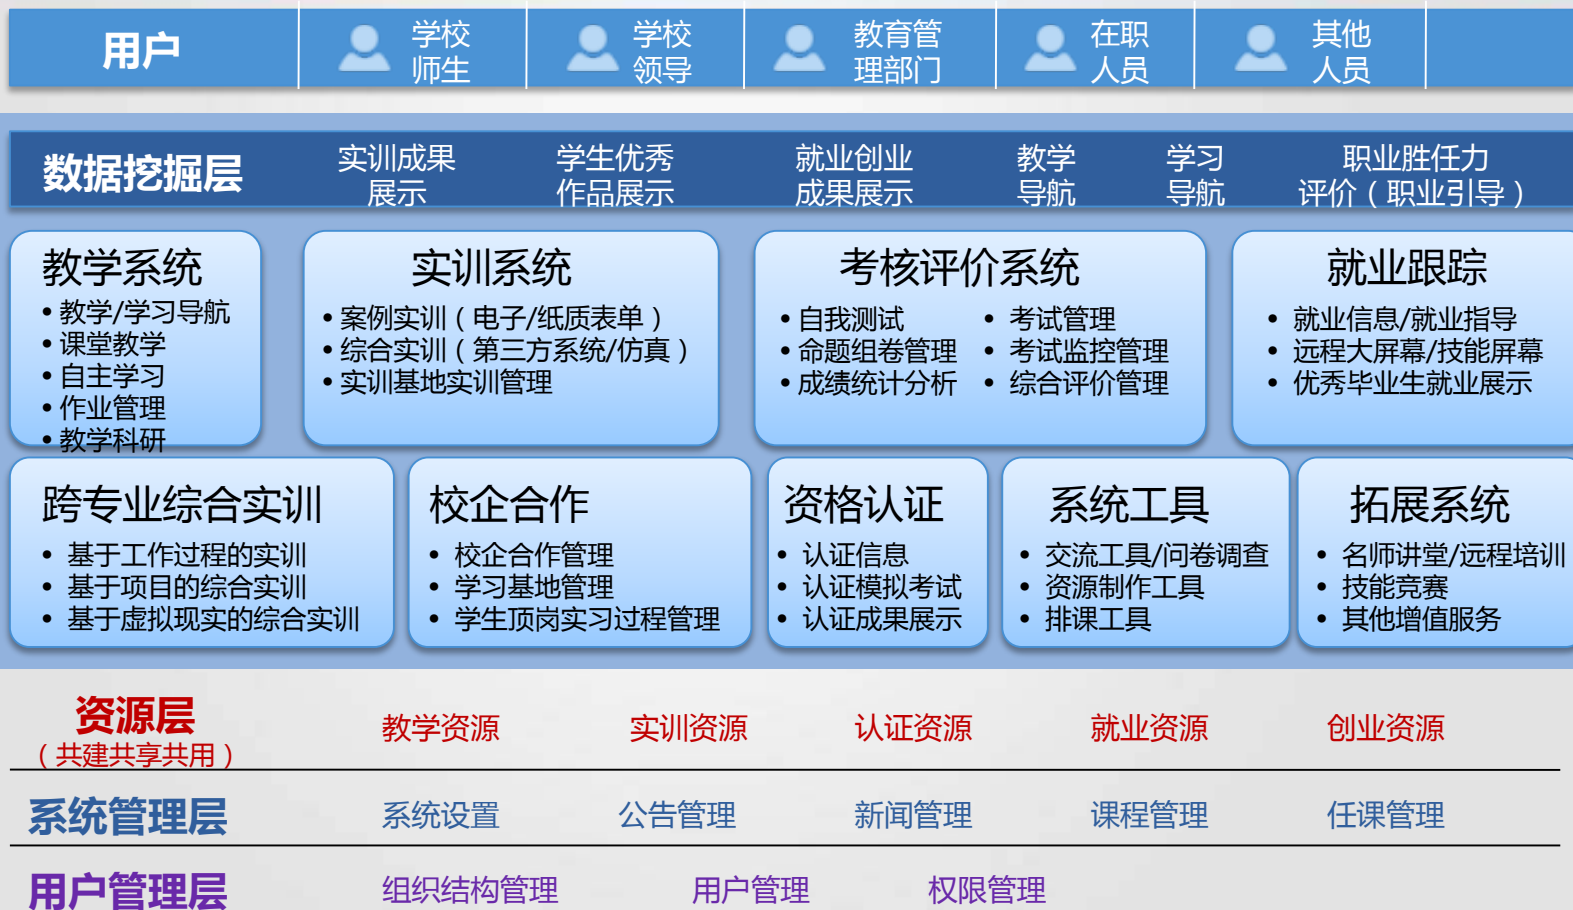 用户
学校
师生
学校
领导
教育管
理部门
在职
人员
其他
人员
数据挖掘层
实训成果
展示
学生优秀
作品展示
就业创业
成果展示
教学
导航
学习
导航
职业胜任力
评价（职业引导）
教学系统
• 教学/学习导航
• 课堂教学
• 自主学习
• 作业管理
• 教学科研
实训系统
• 案例实训（电子/纸质表单）
• 综合实训（第三方系统/仿真）
• 实训基地实训管理
考核评价系统
• 自我测试
• 命题组卷管理
• 成绩统计分析
• 考试管理
• 考试监控管理
• 综合评价管理
就业跟踪
• 就业信息/就业指导
• 远程大屏幕/技能屏幕
• 优秀毕业生就业展示
跨专业综合实训
• 基于工作过程的实训
• 基于项目的综合实训
• 基于虚拟现实的综合实训
校企合作
• 校企合作管理
• 学习基地管理
• 学生顶岗实习过程管理
资格认证
• 认证信息
• 认证模拟考试
• 认证成果展示
系统工具
• 交流工具/问卷调查
• 资源制作工具
• 排课工具
拓展系统
• 名师讲堂/远程培训
• 技能竞赛
• 其他增值服务
资源层
（共建共享共用）
教学资源 实训资源 认证资源 就业资源 创业资源
系统管理层 系统设置 公告管理 新闻管理 课程管理 任课管理
用户管理层 组织结构管理 用户管理 权限管理